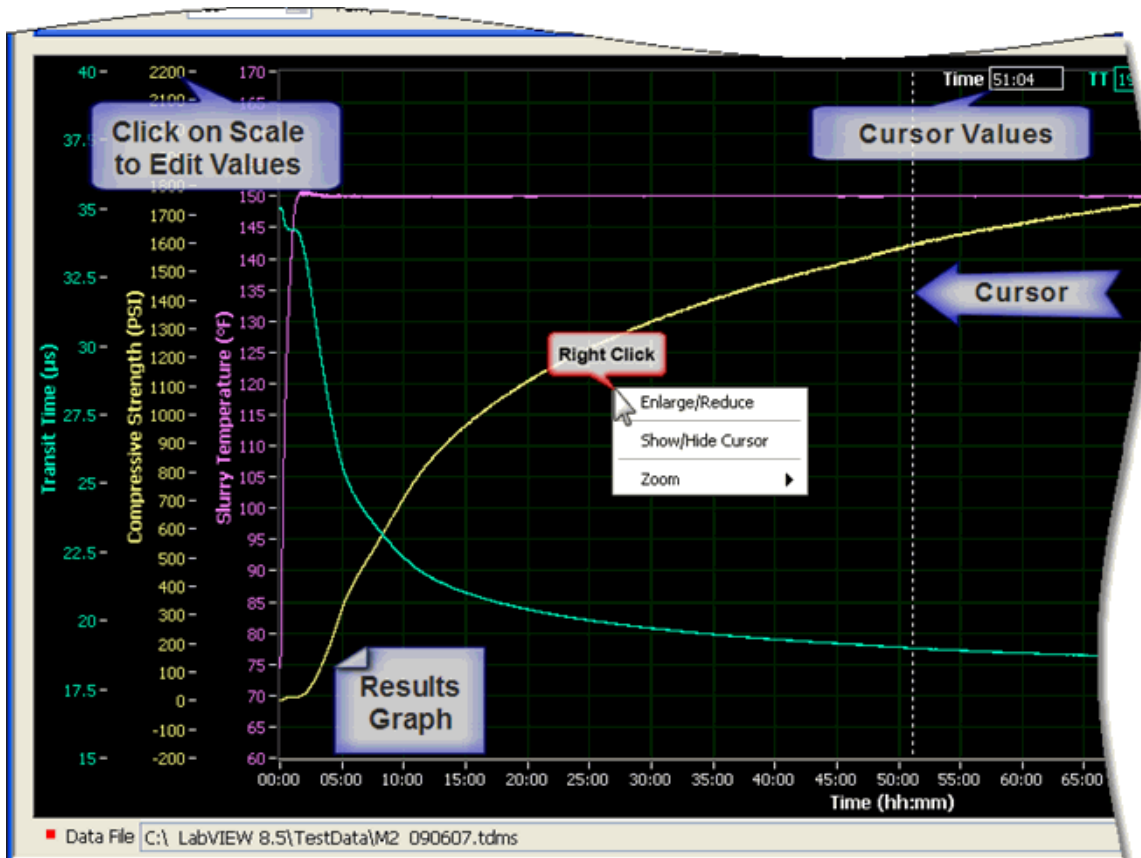 Time 51:04 TT 19
40 2200 170
2100 165
Click on Scale
to Edit Values
Cursor Values
37.5
1800
35 1700 150
1600 145
32.5 1500 140
1400 135
1300 130
30 1200 125
1100 120
27.5 1000 115
900 110
25 800 105
700 100
600 95
22.5 500 90
400 85
20 300 80
200 75
17.5 100 70
0 65
-100
15 -200 60
Transit Time (µs)
Compressive Strength (PSI)
Slurry Temperature (°F)
Cursor
Right Click
Enlarge/Reduce
Show/Hide Cursor
Zoom
Results
Graph
00:00 05:00 10:00 15:00 20:00 25:00 30:00 35:00 40:00 45:00 50:00 55:00 60:00 65:00
Time (hh:mm)
Data File C:\ LabVIEW 8.5\TestData\M2 090607.tdms